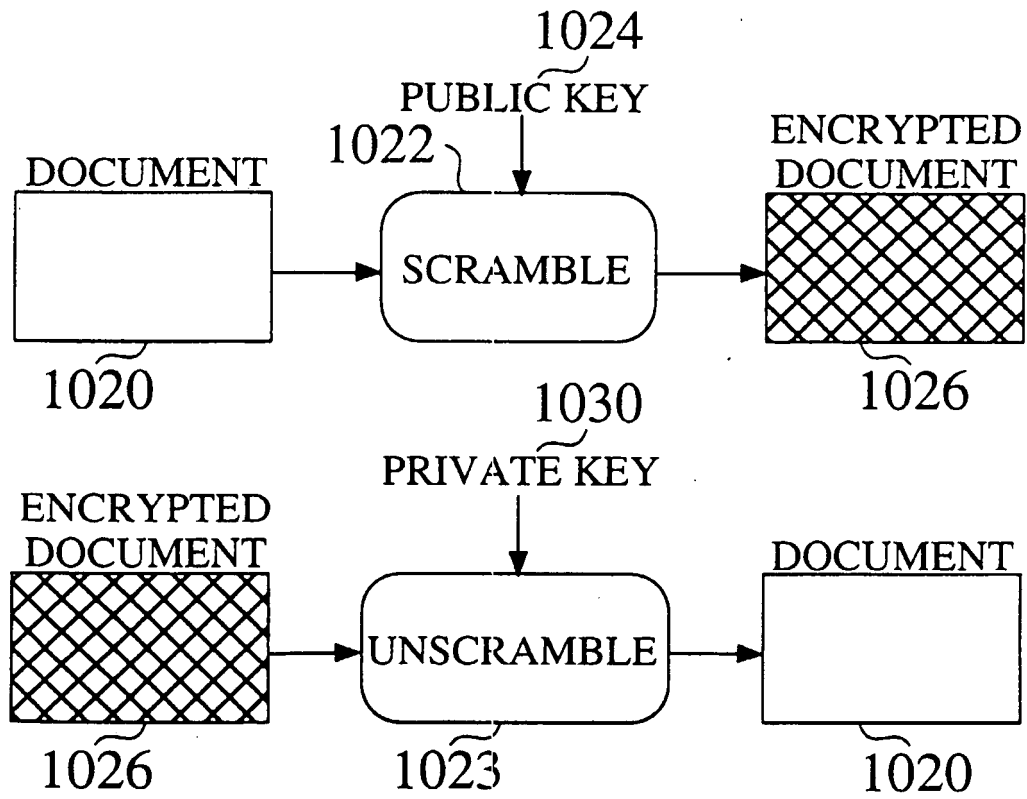 1024
PUBLIC KEY
1022
ENCRYPTED
DOCUMENT
DOCUMENT
SCRAMBLE
1020
1026
1030
PRIVATE KEY
ENCRYPTED
DOCUMENT
DOCUMENT
UNSCRAMBLE
1026
1023
1020